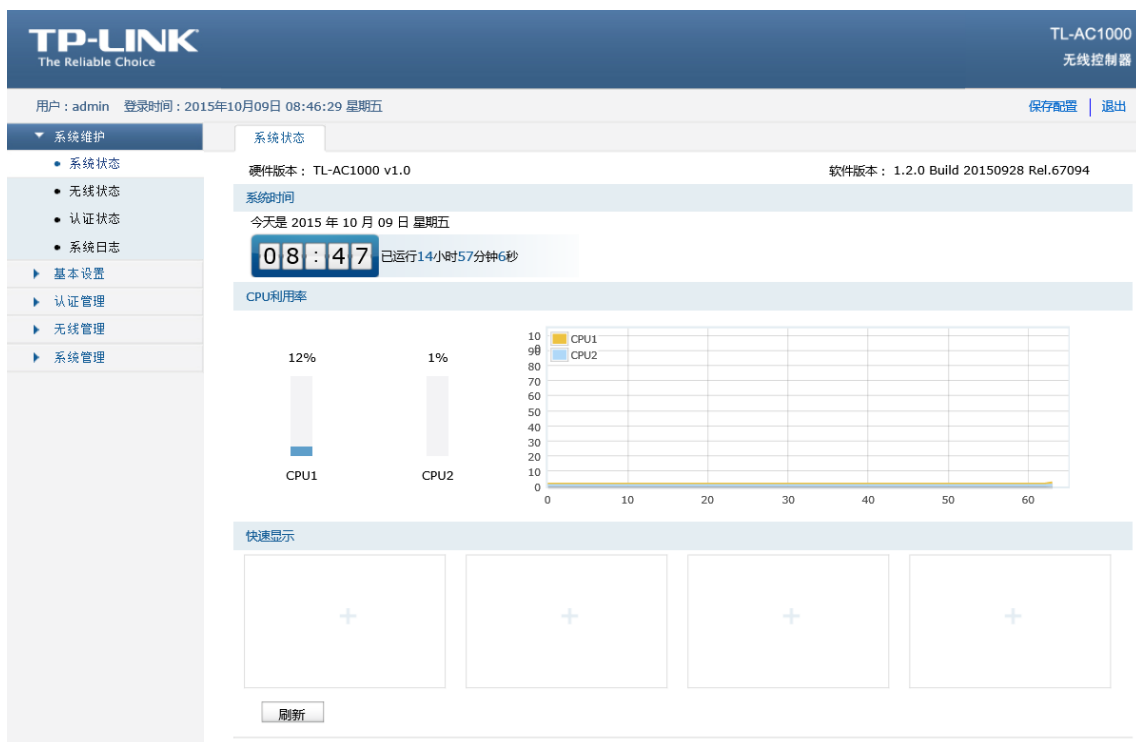 TP-LINK
The Reliable Choice
TL-AC1000
无线控制器
用户：admin 登录时间：2015年10月09日 08:46:29 星期五
保存配置 | 退出
系统维护
系统状态
无线状态
认证状态
系统日志
基本设置
认证管理
无线管理
系统管理
系统状态
硬件版本： TL-AC1000 v1.0
软件版本： 1.2.0 Build 20150928 Rel.67094
系统时间
今天是 2015 年 10 月 09 日 星期五
08:47 已运行14小时57分钟6秒
CPU利用率
12%
1%
CPU1
CPU2
CPU1
CPU2
100
90
80
70
60
50
40
30
20
10
0
0 10 20 30 40 50 60
快速显示
+ + + +
刷新